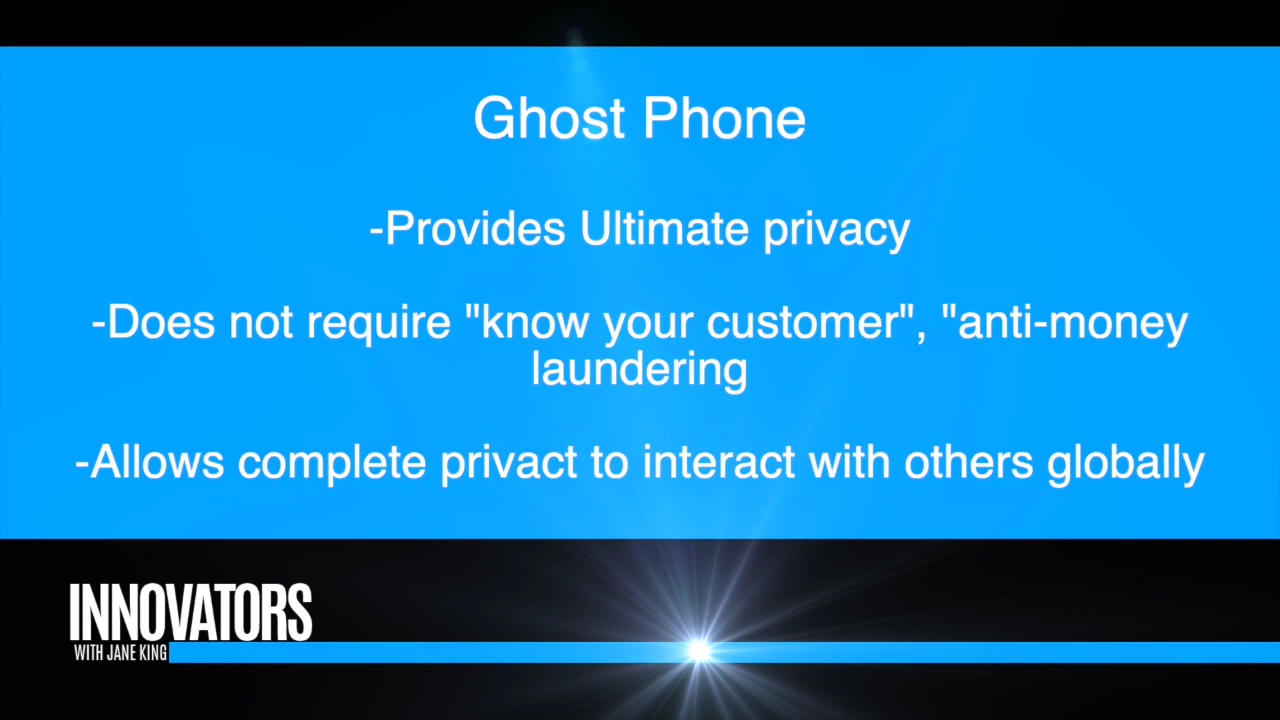 Ghost Phone
-Provides Ultimate privacy
-Does not require "know your customer", "anti-money
laundering
-Allows complete privact to interact with others globally
INNOVATORS
WITH JANE KING